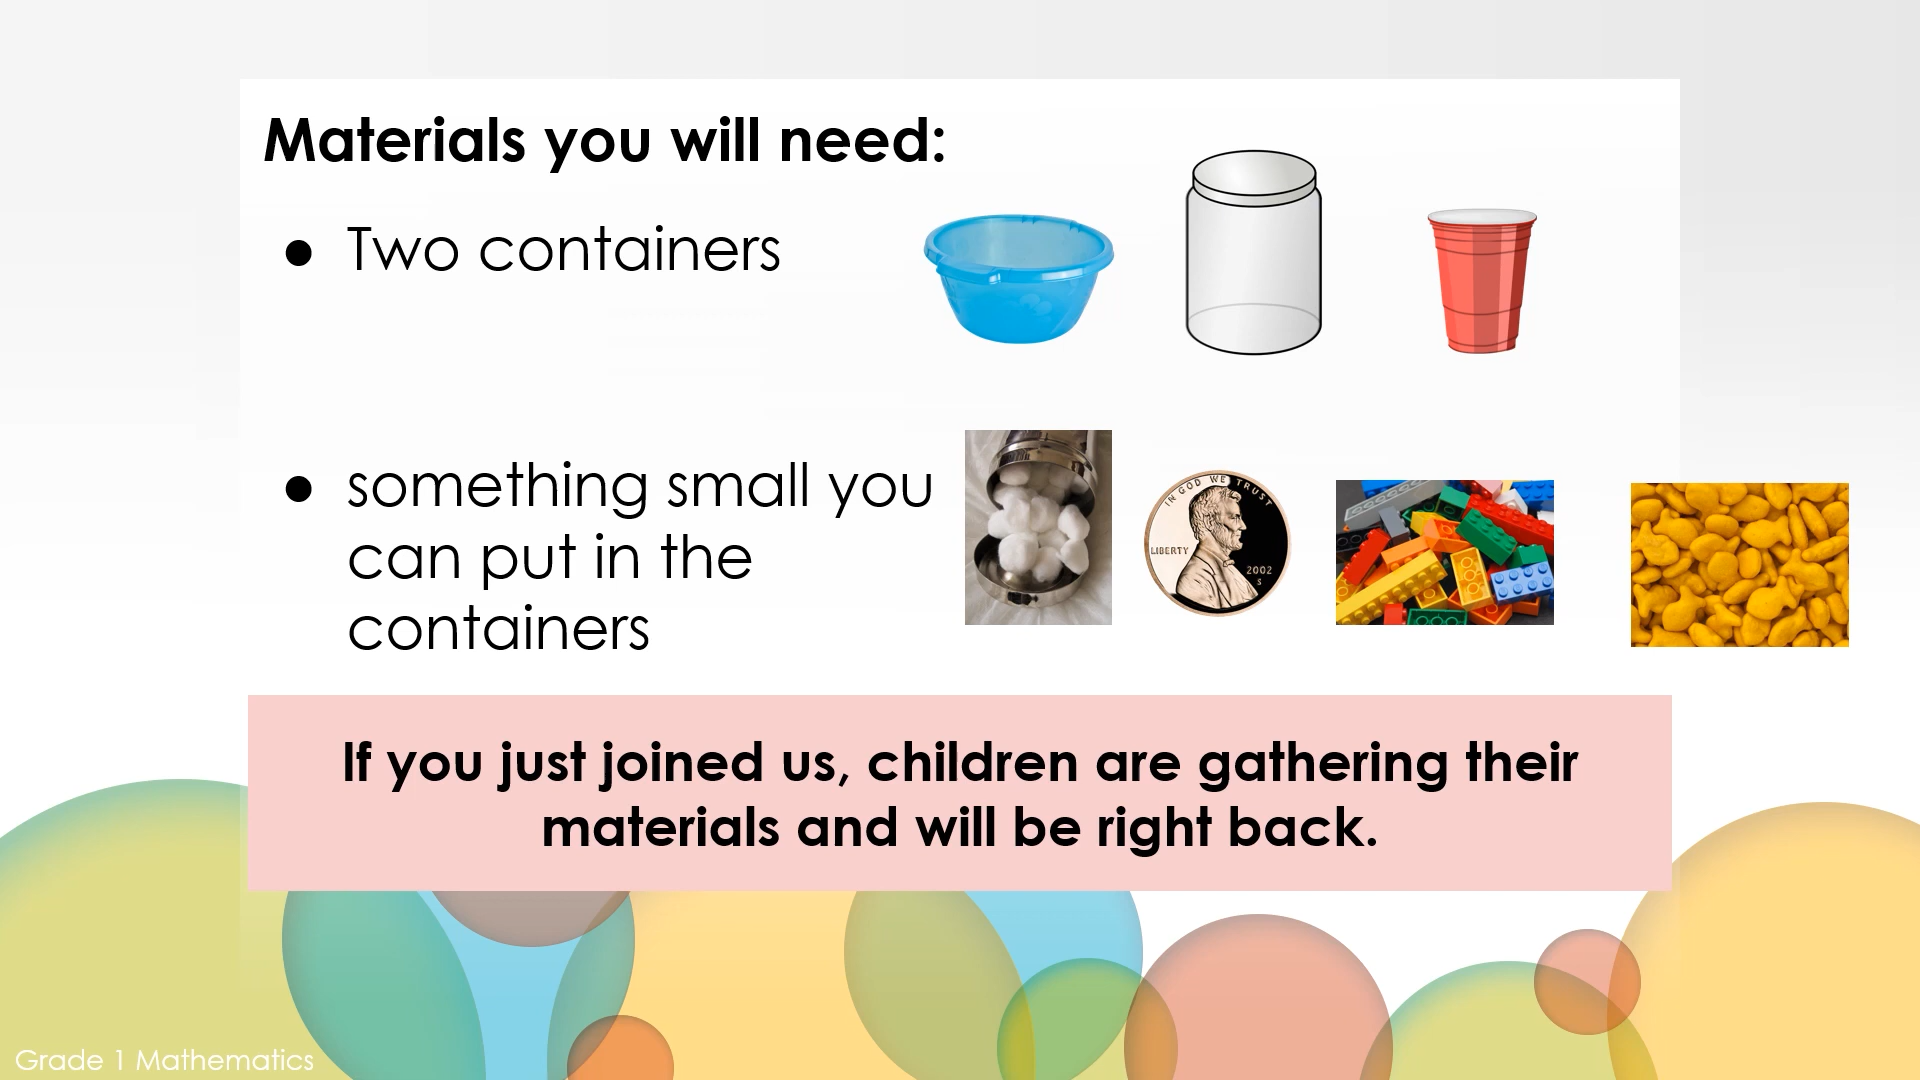 Materials you will need:
● Two containers
● something small you
can put in the
containers
IN GOD WE TRUST
LIBERTY
2002
S
If you just joined us, children are gathering their
materials and will be right back.
Grade 1 Mathematics